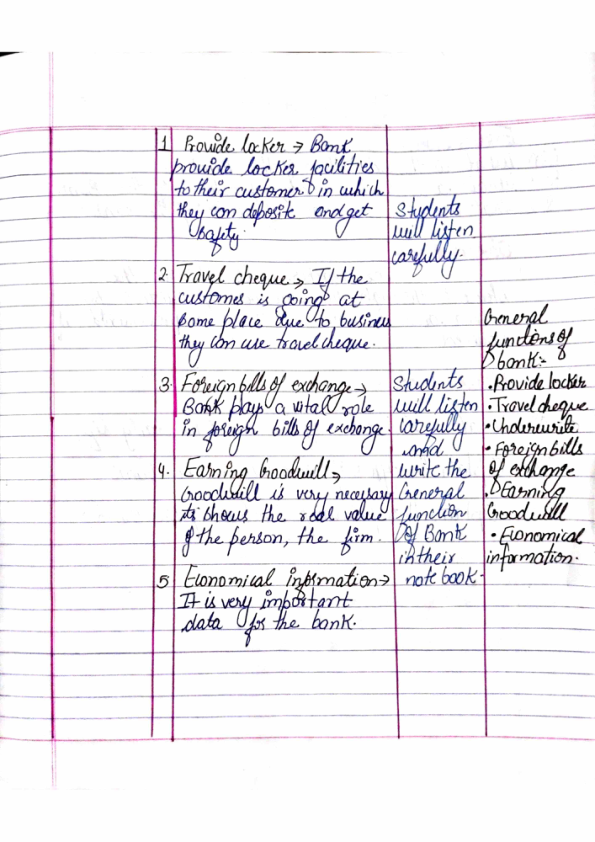 1 Provide locker → Bank
provide locker facilities
to their customer in which
they can deposite and get
safety.
2. Travel cheque → If the
customes is going at
some place due to business
they can use travel cheque.
3. Foreign bills of exchange →
Bank plays a vital role
in foreign bills of exchange.
4. Earning Goodwill →
Goodwill is very necessary
its shows the real value
of the person, the firm.
5 Economical information →
It is very important
data for the bank.
Students
will listen
carefully.
Students
will listen
carefully
and
write the
General
function
of Bank
in their
note book.
General
functions of
bank:-
• Provide locker
• Travel cheque
• Underwrite
• Foreign bills
of exchange
• Earning
Goodwill
• Economical
information.